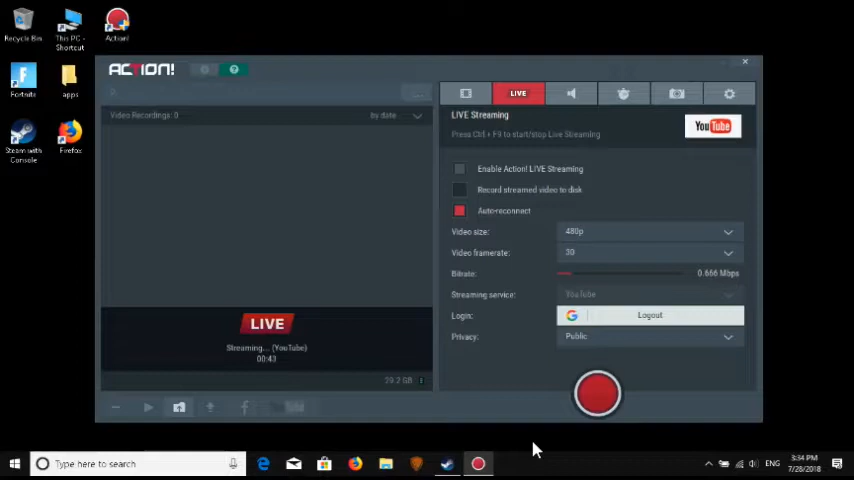 Recycle Bin
This PC - Shortcut
Action!
Fortnite
apps
Steam with Console
Firefox
ACTION!
?
...
Video Recordings: 0
by date
LIVE
LIVE Streaming
Press Ctrl + F9 to start/stop Live Streaming
YouTube
Enable Action! LIVE Streaming
Record streamed video to disk
Auto-reconnect
Video size:
480p
Video framerate:
30
Bitrate:
0.666 Mbps
Streaming service:
YouTube
Login:
Logout
Privacy:
Public
LIVE
Streaming... (YouTube)
00:43
29.2 GB
Type here to search
ENG
3:34 PM
7/28/2018